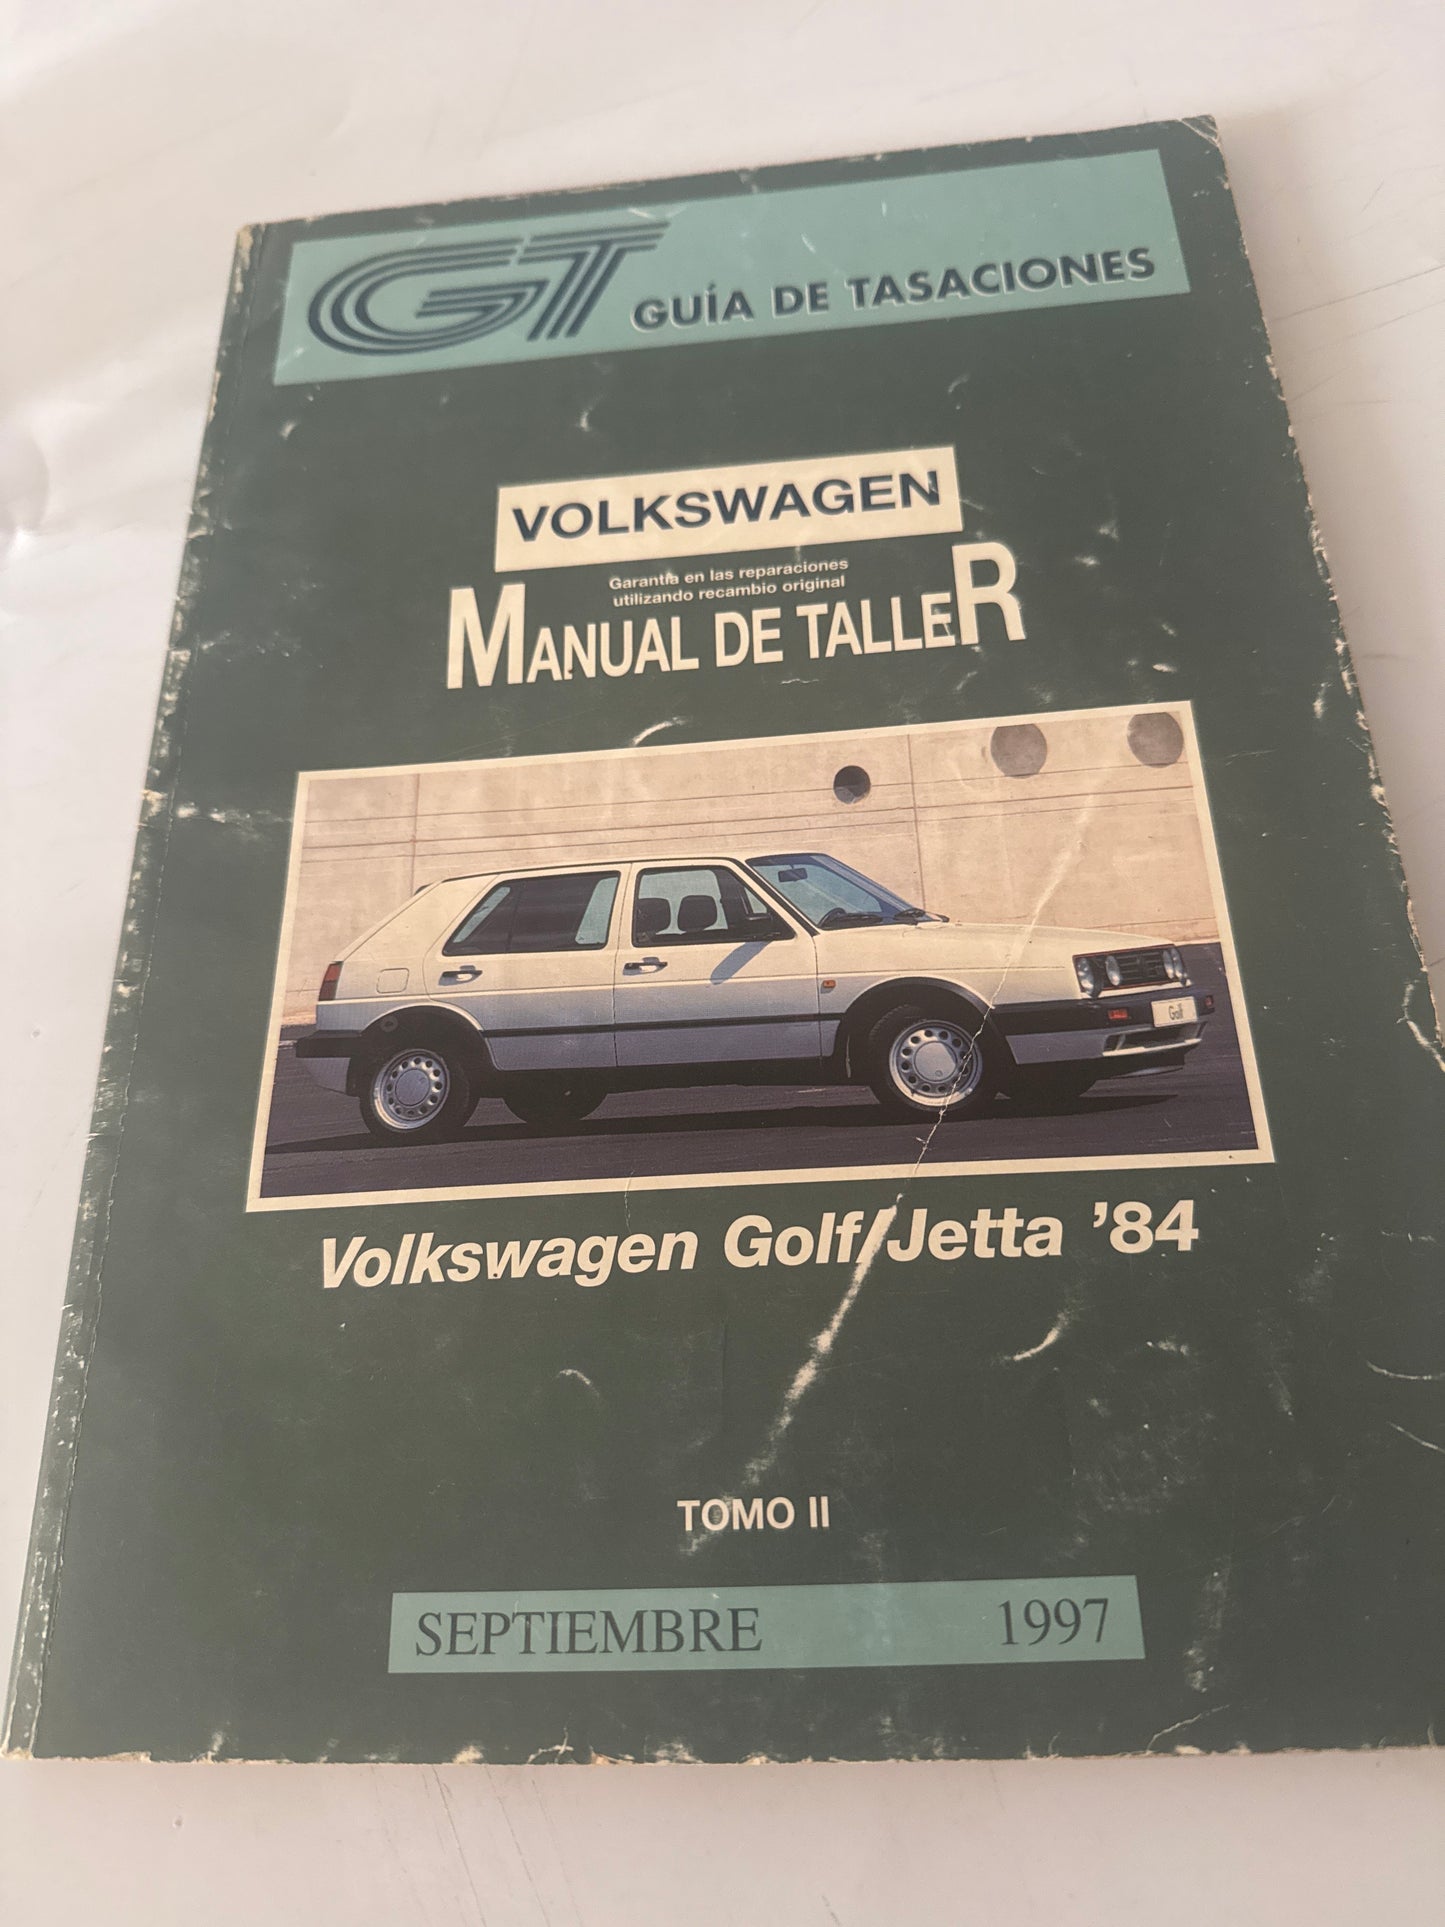 GT GUÍA DE TASACIONES
VOLKSWAGEN
Garantía en las reparaciones
utilizando recambio original
MANUAL DE TALLER
Golf
Volkswagen Golf/Jetta '84
TOMO II
SEPTIEMBRE 1997